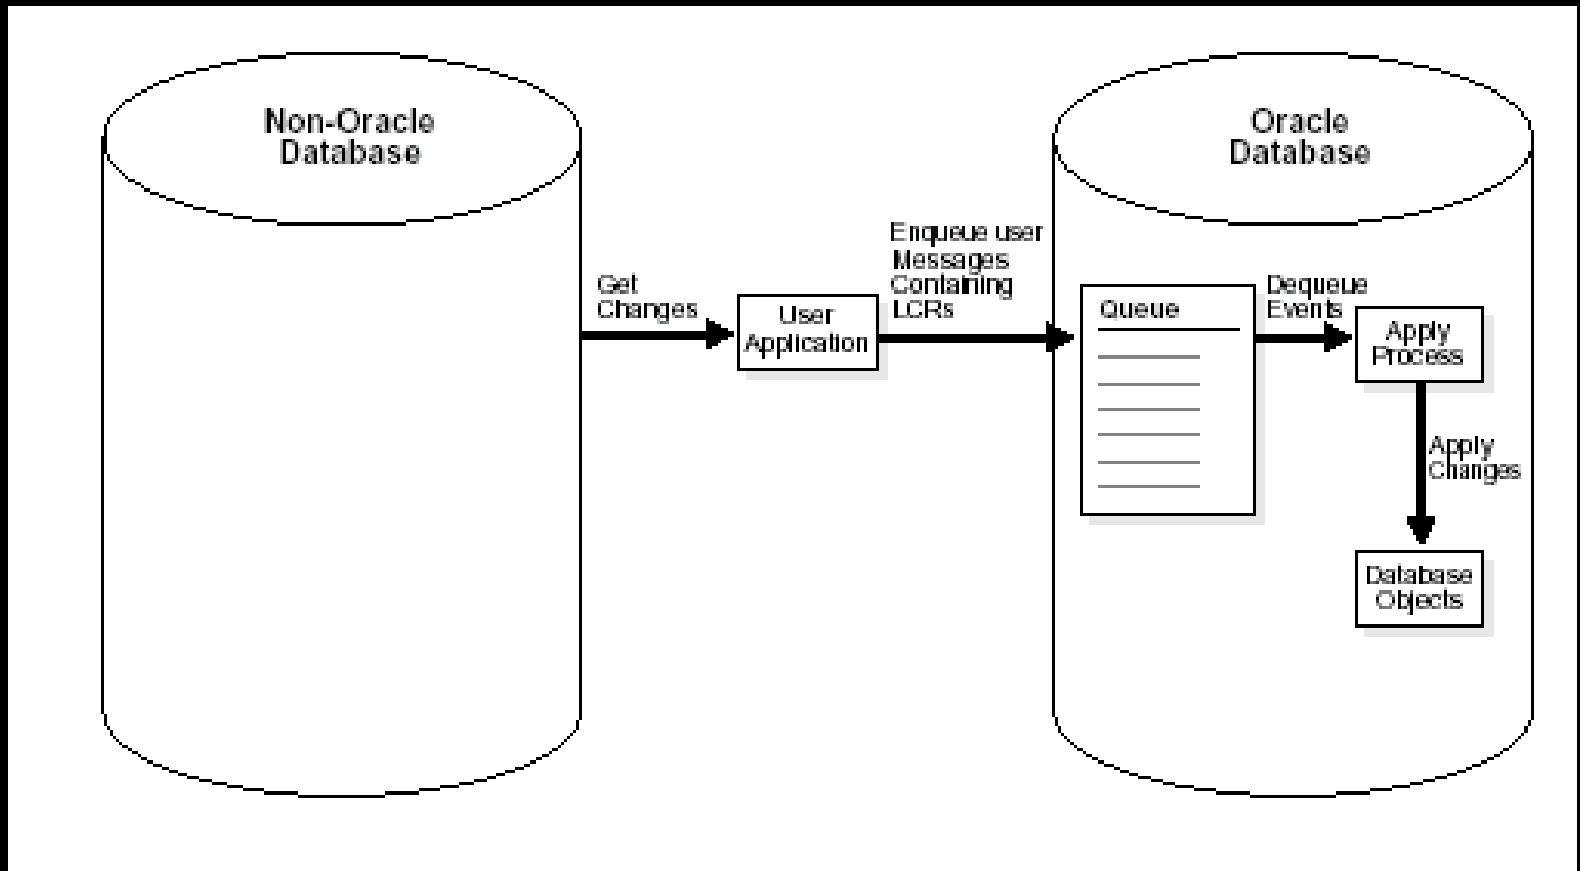 Non-Oracle
Database
Oracle
Database
Get
Changes
User
Application
Enqueue user
Messages
Containing
LCRs
Queue
Dequeue
Events
Apply
Process
Apply
Changes
Database
Objects